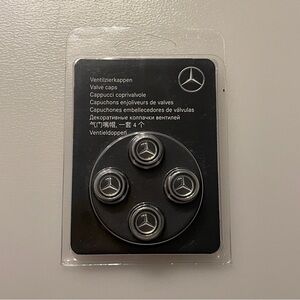 Ventilzierkappen
Valve caps
Cappucci coprivalvole
Capuchons enjoliveurs de valves
Capuchones embellecedores de válvulas
Декоративные колпачки вентилей
气门嘴帽，一套 4 个
Ventieldoppen